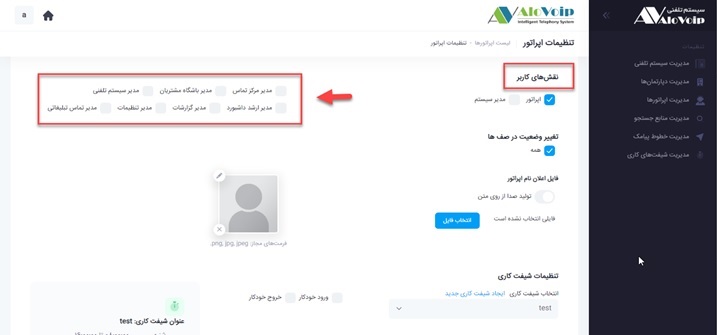 سیستم تلفنی
AloVoip
AloVoip
Intelligent Telephony System
a
تنظیمات اپراتور
لیست اپراتورها
تنظیمات اپراتور
تنظیمات
مدیریت سیستم تلفنی
مدیریت دپارتمان‌ها
مدیریت اپراتورها
مدیریت منابع جستجو
مدیریت خطوط پیامک
مدیریت شیفت‌های کاری
نقش‌های کاربر
اپراتور
مدیر سیستم
مدیر مرکز تماس
مدیر باشگاه مشتریان
مدیر سیستم تلفنی
مدیر ارشد داشبورد
مدیر گزارشات
مدیر تنظیمات
مدیر تماس تبلیغاتی
تغییر وضعیت در صف ها
همه
فایل اعلان نام اپراتور
تولید صدا از روی متن
فایلی انتخاب نشده است
انتخاب فایل
فرمت‌های مجاز: png, jpg, jpeg.
تنظیمات شیفت کاری
انتخاب شیفت کاری
ایجاد شیفت کاری جدید
test
ورود خودکار
خروج خودکار
عنوان شیفت کاری: test